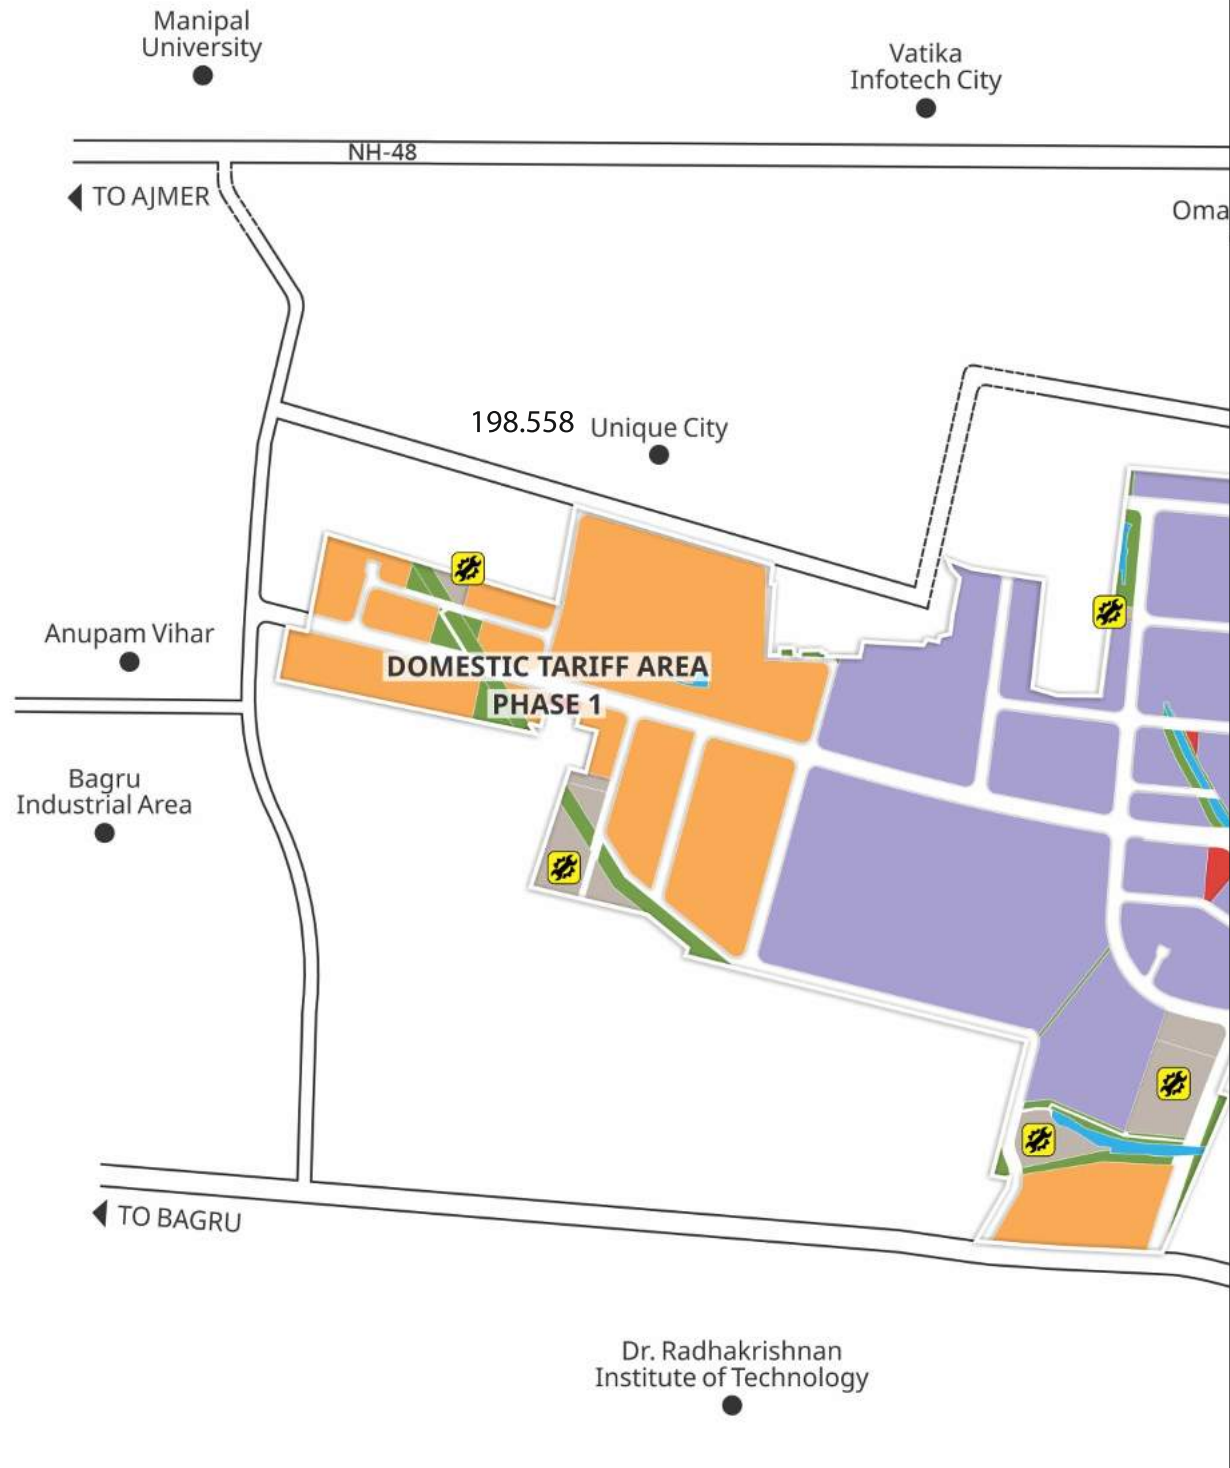 Manipal
University
Vatika
Infotech City
NH-48
TO AJMER
Oma
198.558
Unique City
Anupam Vihar
DOMESTIC TARIFF AREA
PHASE 1
Bagru
Industrial Area
TO BAGRU
Dr. Radhakrishnan
Institute of Technology